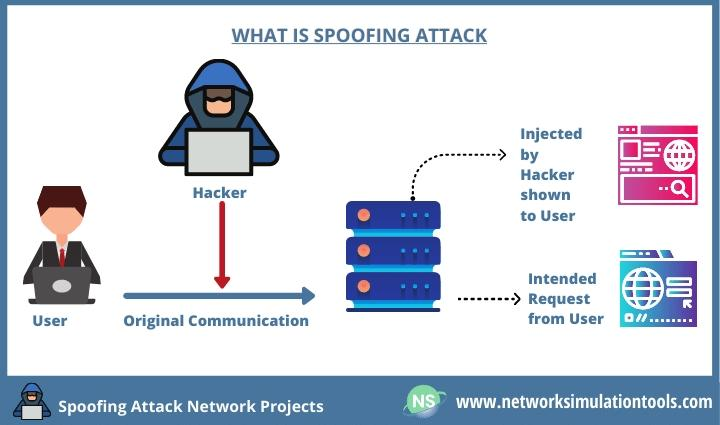 WHAT IS SPOOFING ATTACK
Hacker
User
Original Communication
Injected
by
Hacker
shown
to User
Intended
Request
from User
Spoofing Attack Network Projects
NS
www.networksimulationtools.com